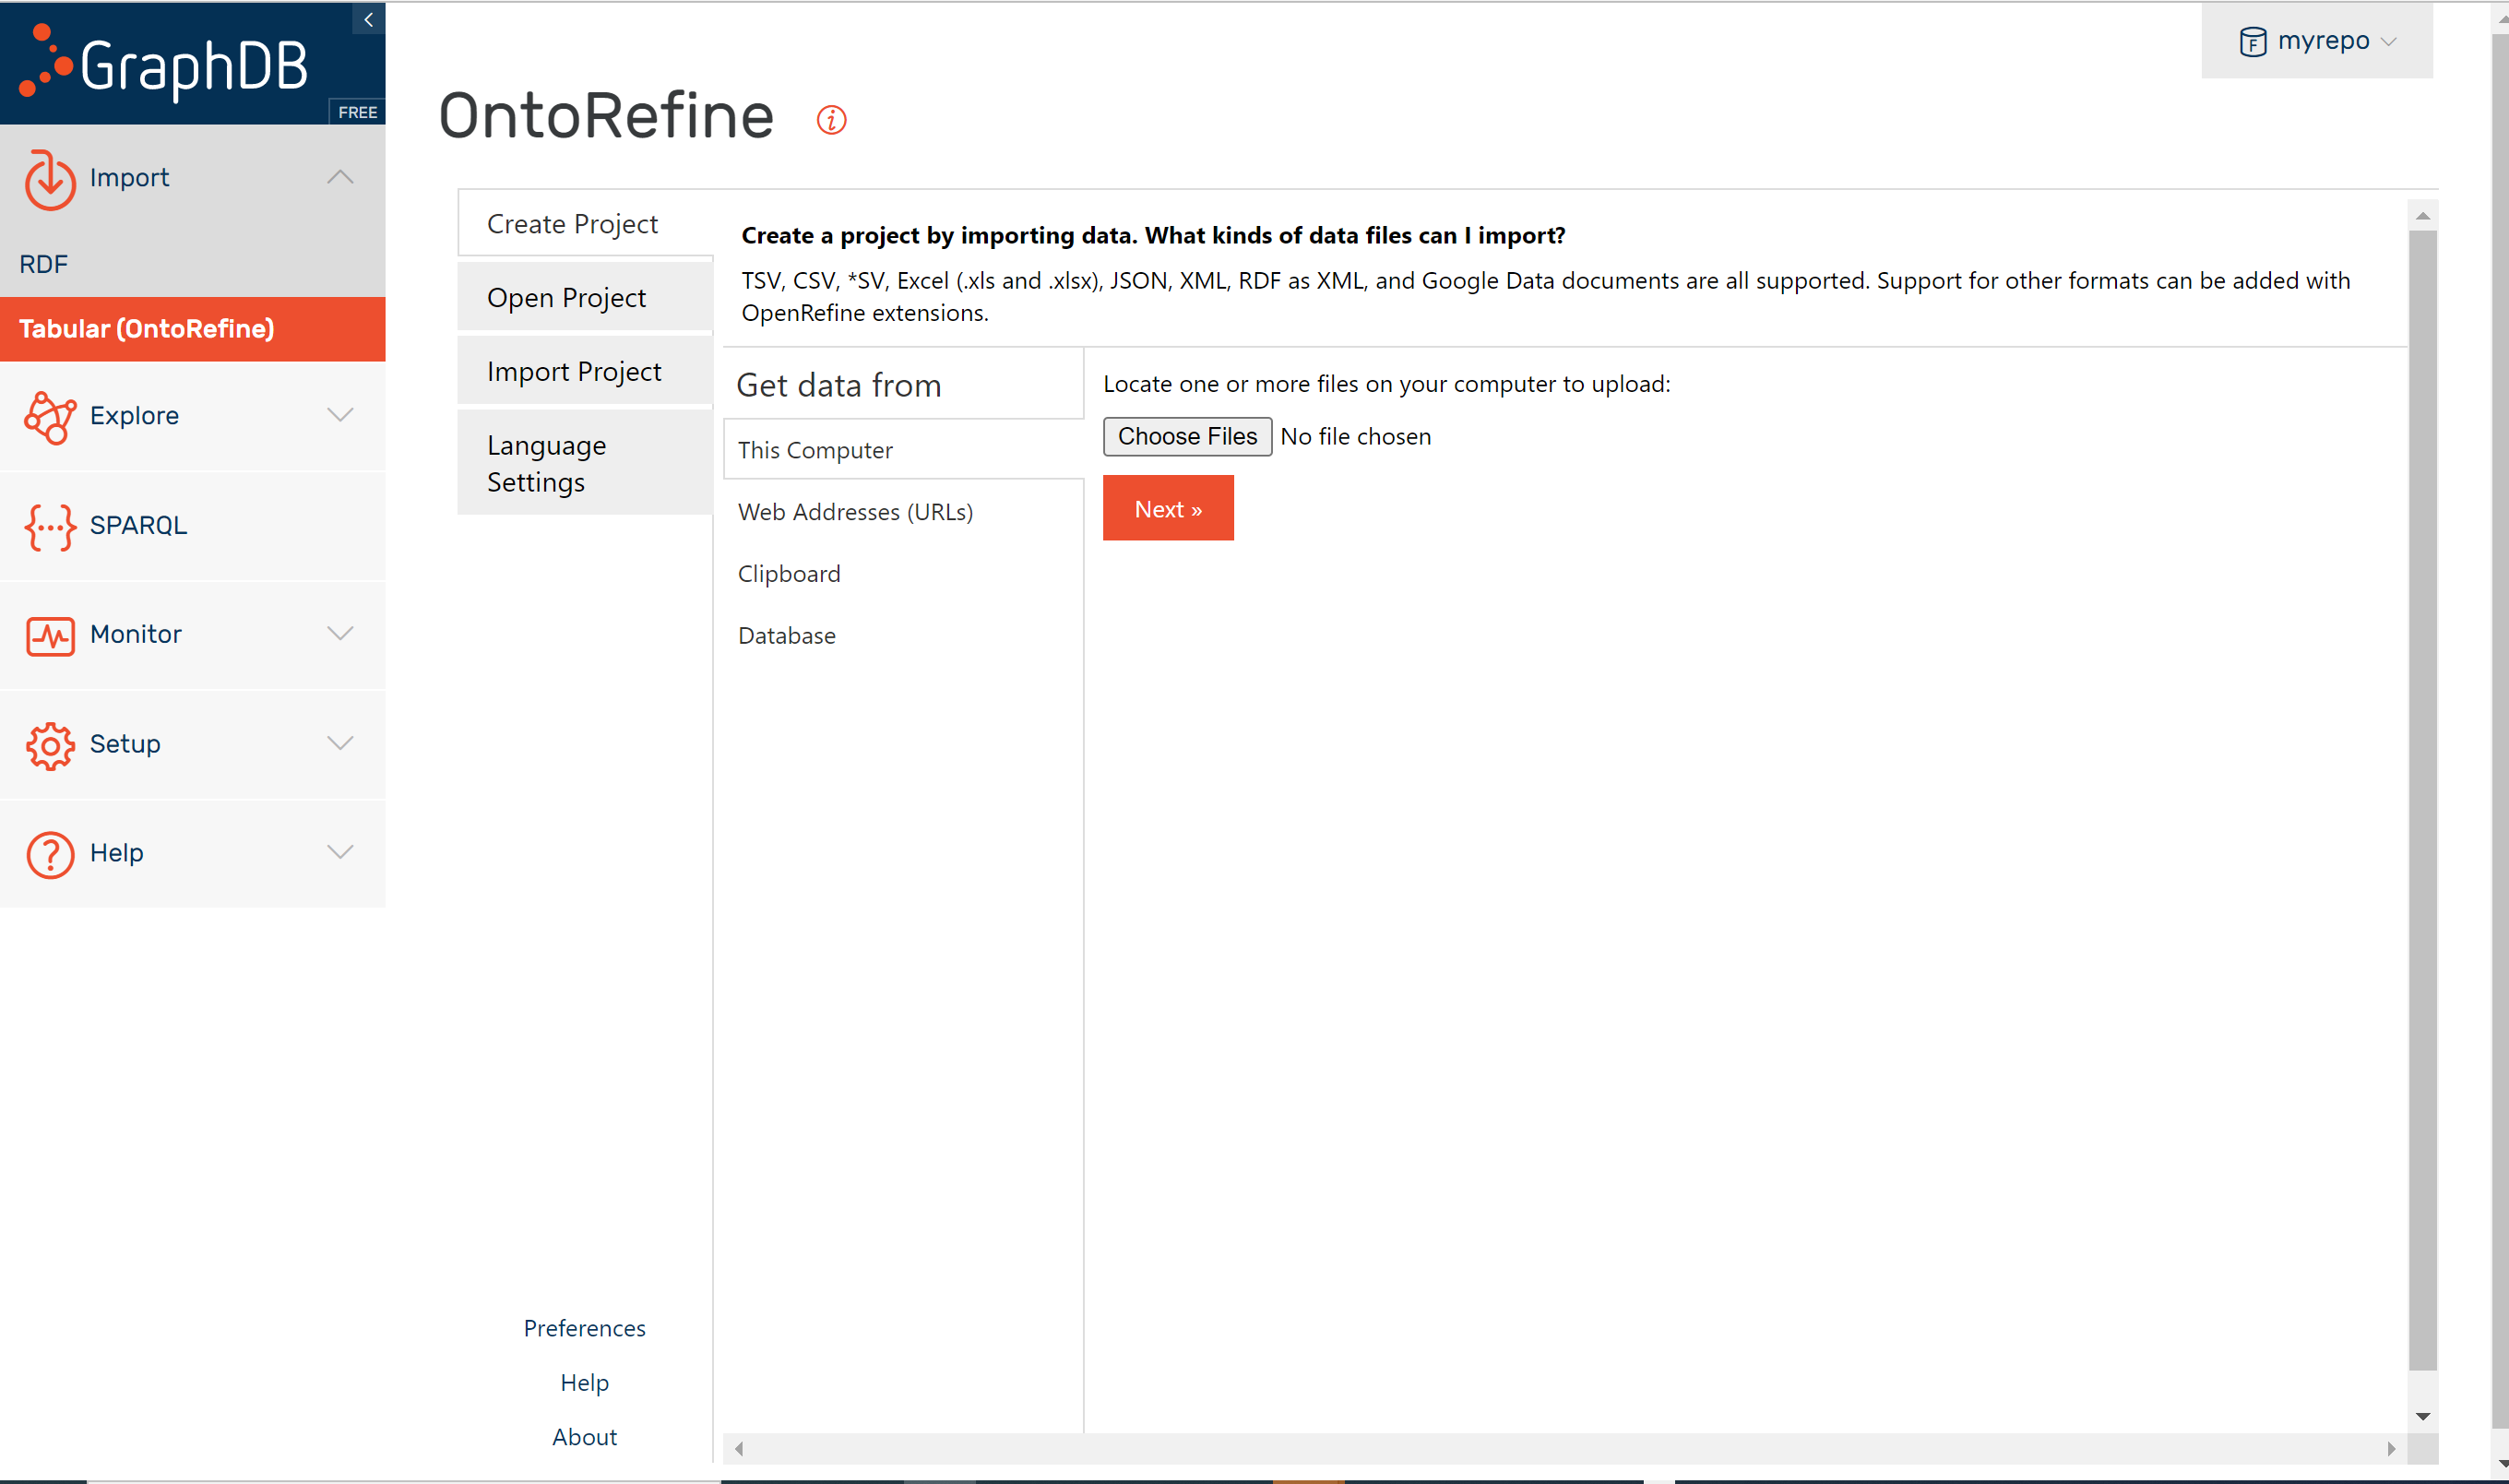 GraphDB
FREE
Import
RDF
Tabular (OntoRefine)
Explore
SPARQL
Monitor
Setup
Help
F myrepo
OntoRefine
Create Project
Open Project
Import Project
Language
Settings
Preferences
Help
About
Create a project by importing data. What kinds of data files can I import?
TSV, CSV, *SV, Excel (.xls and .xlsx), JSON, XML, RDF as XML, and Google Data documents are all supported. Support for other formats can be added with
OpenRefine extensions.
Get data from
This Computer
Web Addresses (URLs)
Clipboard
Database
Locate one or more files on your computer to upload:
Choose Files No file chosen
Next »